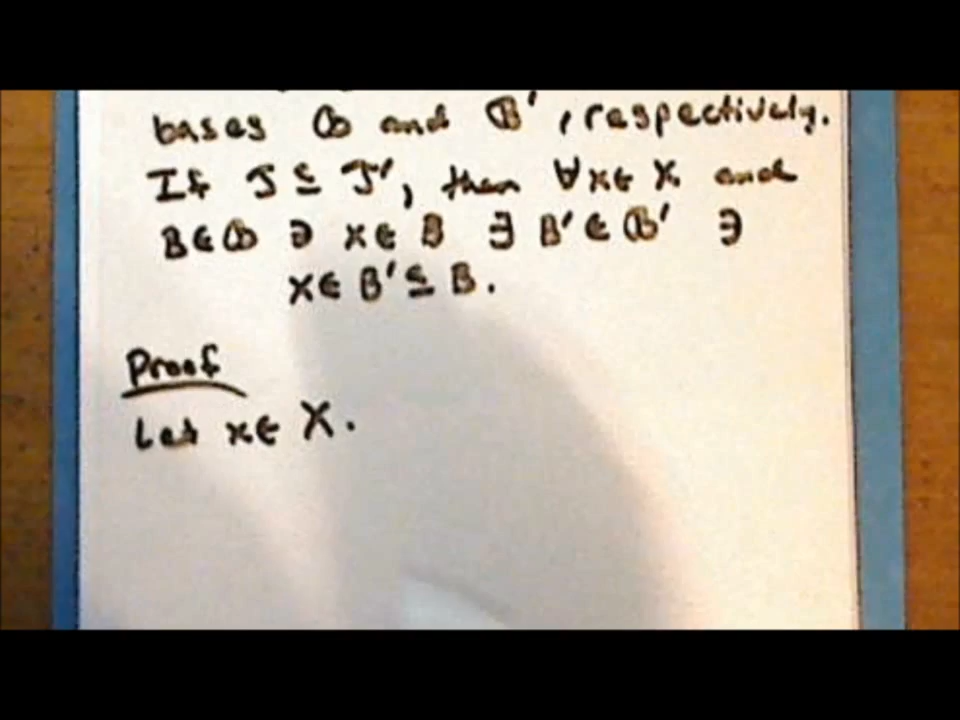 bases 𝓑 and 𝓑', respectively.
If 𝒯 ⊆ 𝒯', then ∀x∈ X and
B∈𝓑 ∋ x∈ B ∃ B'∈ 𝓑' ∋
x∈ B'⊆ B.
Proof
Let x∈ X.